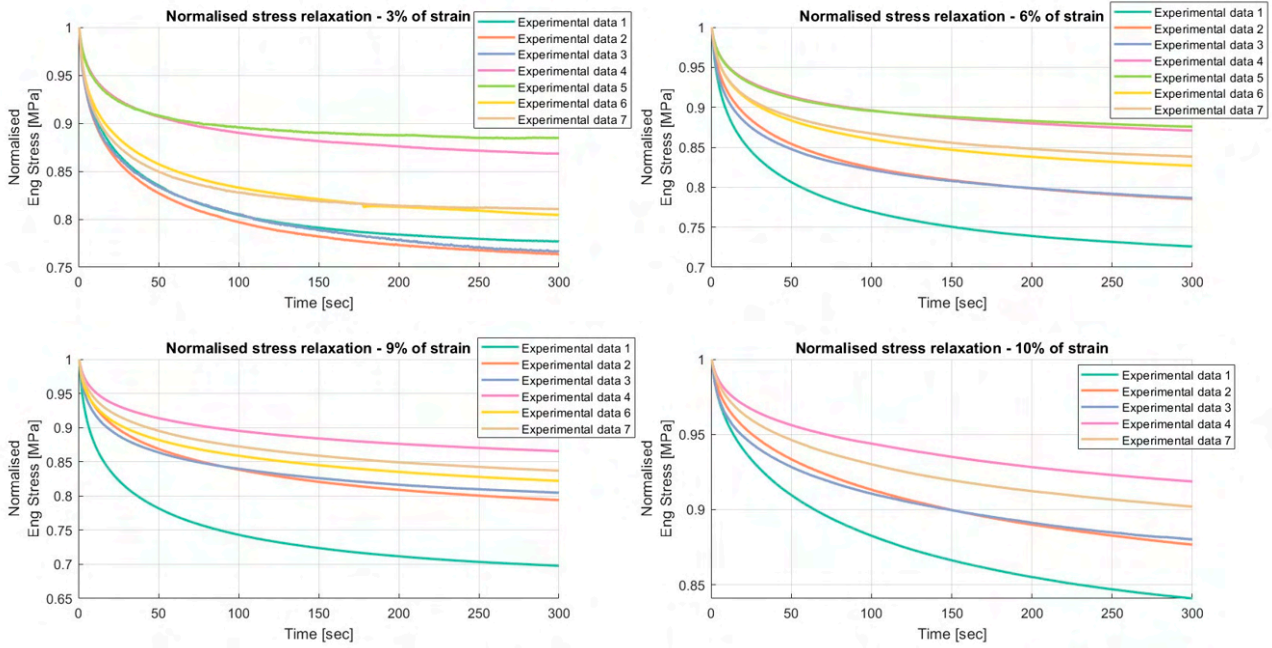 Normalised stress relaxation - 3% of strain
Experimental data 1
Experimental data 2
Experimental data 3
Experimental data 4
Experimental data 5
Experimental data 6
Experimental data 7
Normalised
Eng Stress [MPa]
1
0.95
0.9
0.85
0.8
0.75
0
50
100
150
200
250
300
Time [sec]
Normalised stress relaxation - 6% of strain
Experimental data 1
Experimental data 2
Experimental data 3
Experimental data 4
Experimental data 5
Experimental data 6
Experimental data 7
Normalised
Eng Stress [MPa]
1
0.95
0.9
0.85
0.8
0.75
0.7
0
50
100
150
200
250
300
Time [sec]
Normalised stress relaxation - 9% of strain
Experimental data 1
Experimental data 2
Experimental data 3
Experimental data 4
Experimental data 6
Experimental data 7
Normalised
Eng Stress [MPa]
1
0.95
0.9
0.85
0.8
0.75
0.7
0.65
0
50
100
150
200
250
300
Time [sec]
Normalised stress relaxation - 10% of strain
Experimental data 1
Experimental data 2
Experimental data 3
Experimental data 4
Experimental data 7
Normalised
Eng Stress [MPa]
1
0.95
0.9
0.85
0
50
100
150
200
250
300
Time [sec]